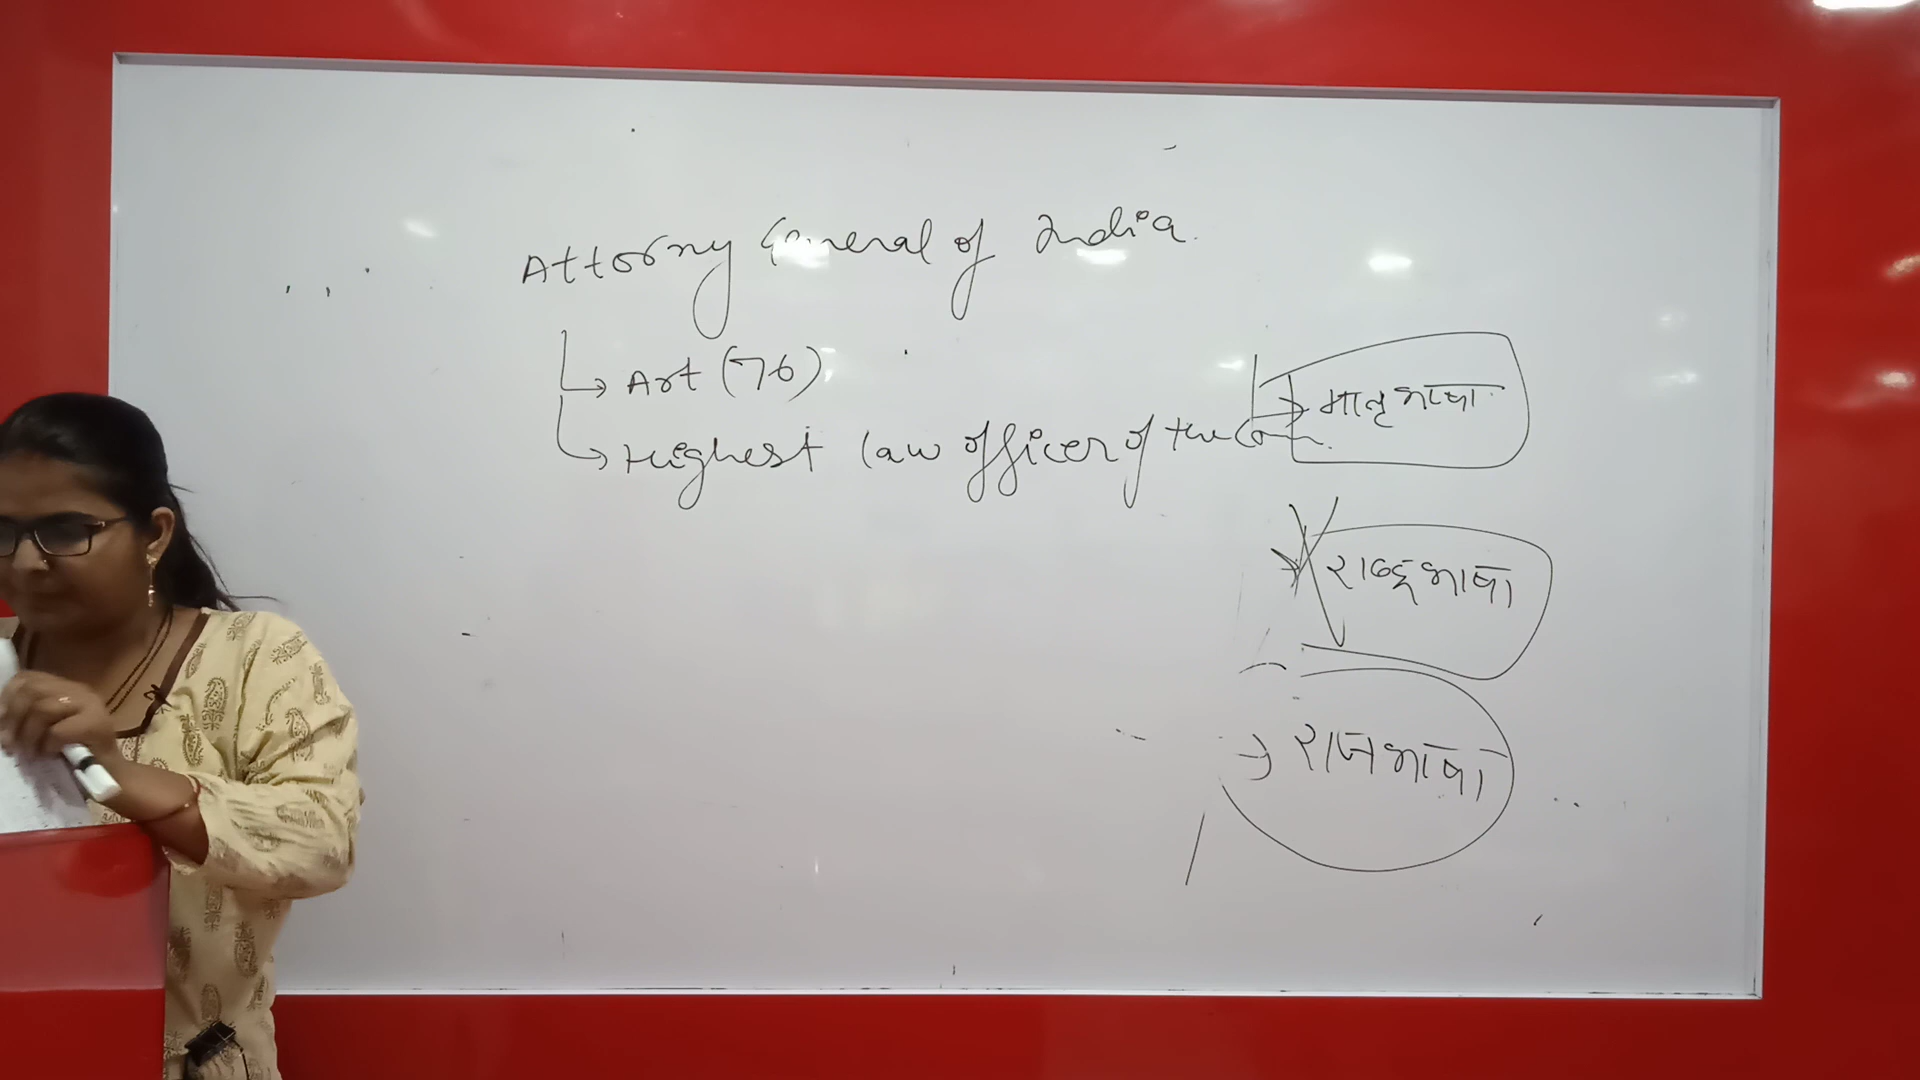 Attorny General of India.
Art (76)
Highest law officer of the
मातृभाषा
राष्ट्रभाषा
राजभाषा